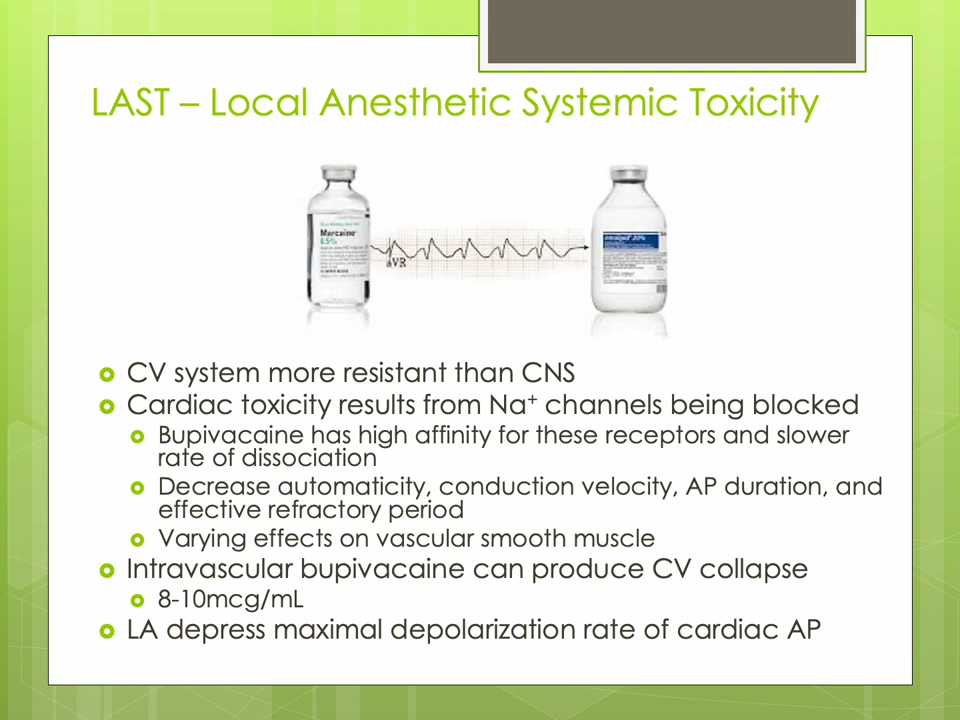 LAST – Local Anesthetic Systemic Toxicity
Marcaine
0.5%
aVR
Intralipid 20%
CV system more resistant than CNS
Cardiac toxicity results from Na⁺ channels being blocked
Bupivacaine has high affinity for these receptors and slower
rate of dissociation
Decrease automaticity, conduction velocity, AP duration, and
effective refractory period
Varying effects on vascular smooth muscle
Intravascular bupivacaine can produce CV collapse
8-10mcg/mL
LA depress maximal depolarization rate of cardiac AP